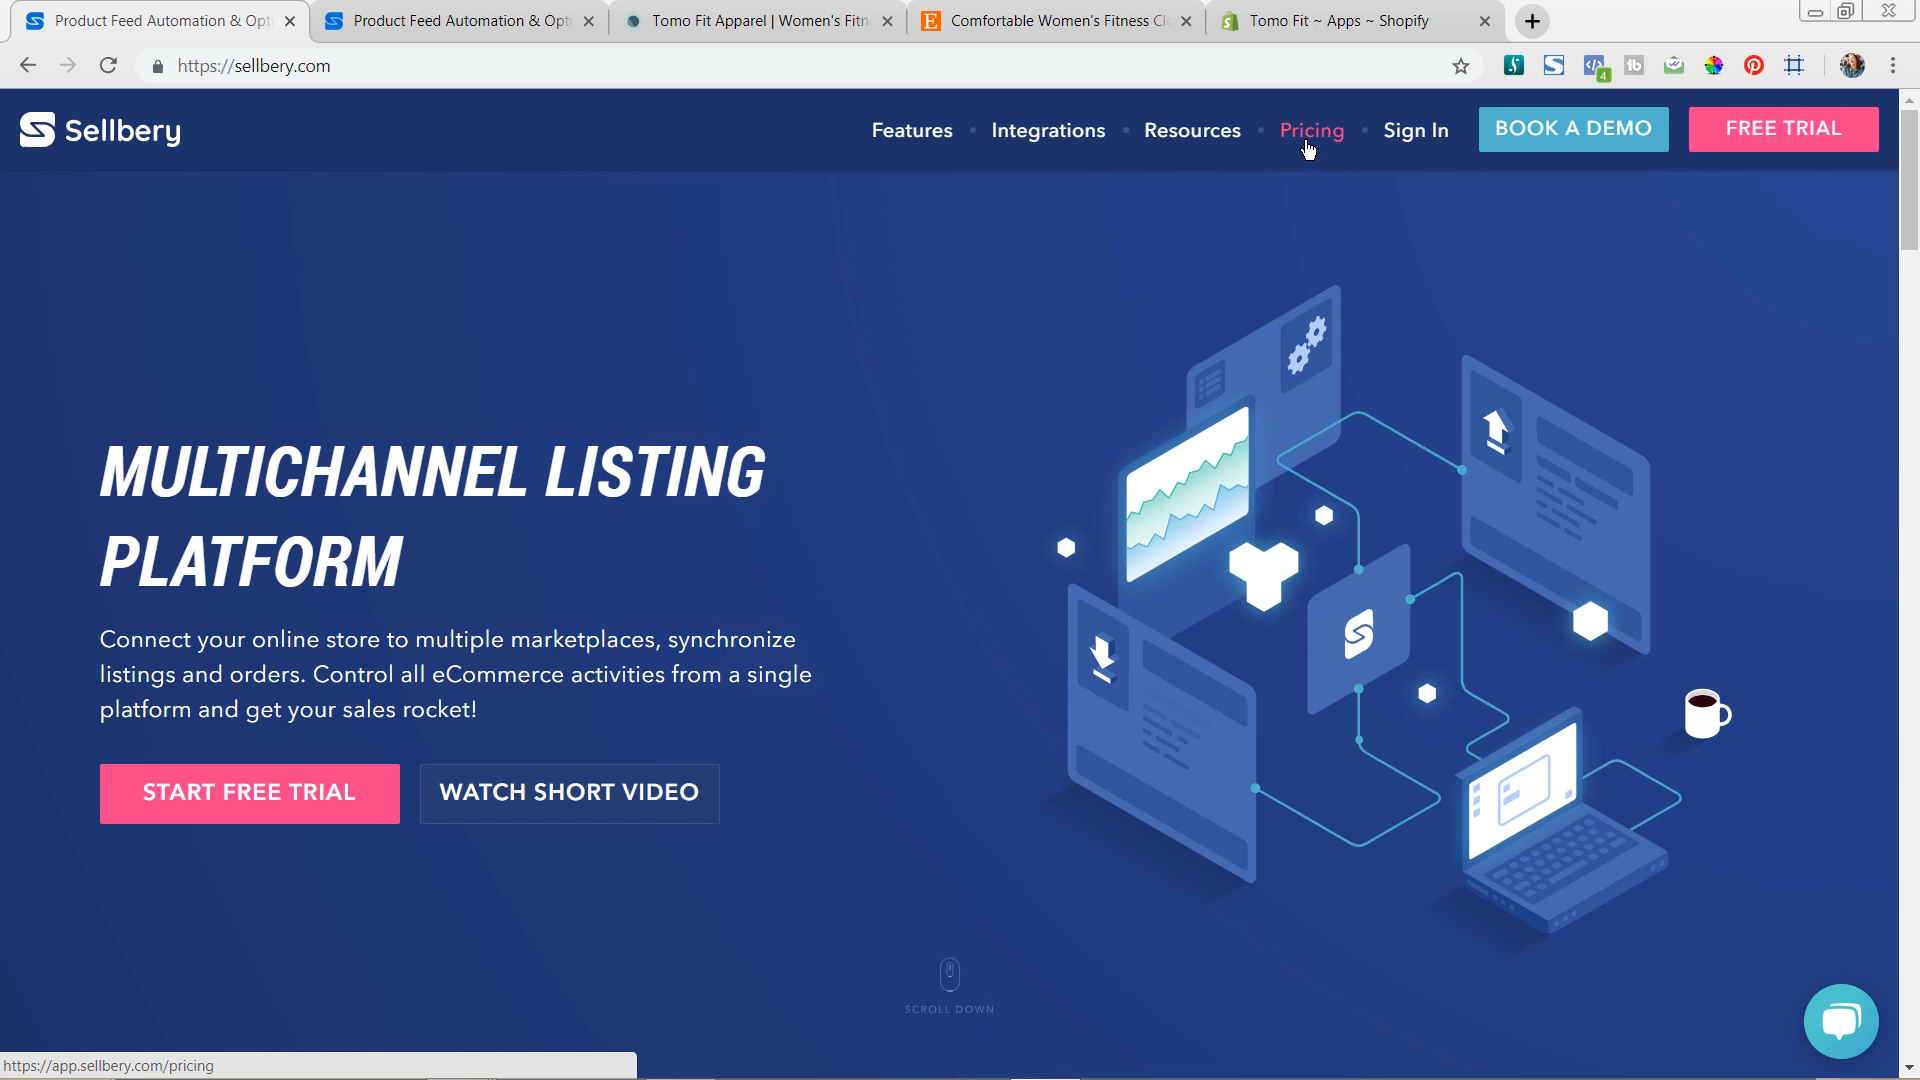 Product Feed Automation & Opti
Product Feed Automation & Opti
Tomo Fit Apparel | Women's Fitn
Comfortable Women's Fitness Cl
Tomo Fit ~ Apps ~ Shopify
https://sellbery.com
4
Sellbery
Features
Integrations
Resources
Pricing
Sign In
BOOK A DEMO
FREE TRIAL
MULTICHANNEL LISTING
PLATFORM
Connect your online store to multiple marketplaces, synchronize
listings and orders. Control all eCommerce activities from a single
platform and get your sales rocket!
START FREE TRIAL
WATCH SHORT VIDEO
SCROLL DOWN
https://app.sellbery.com/pricing